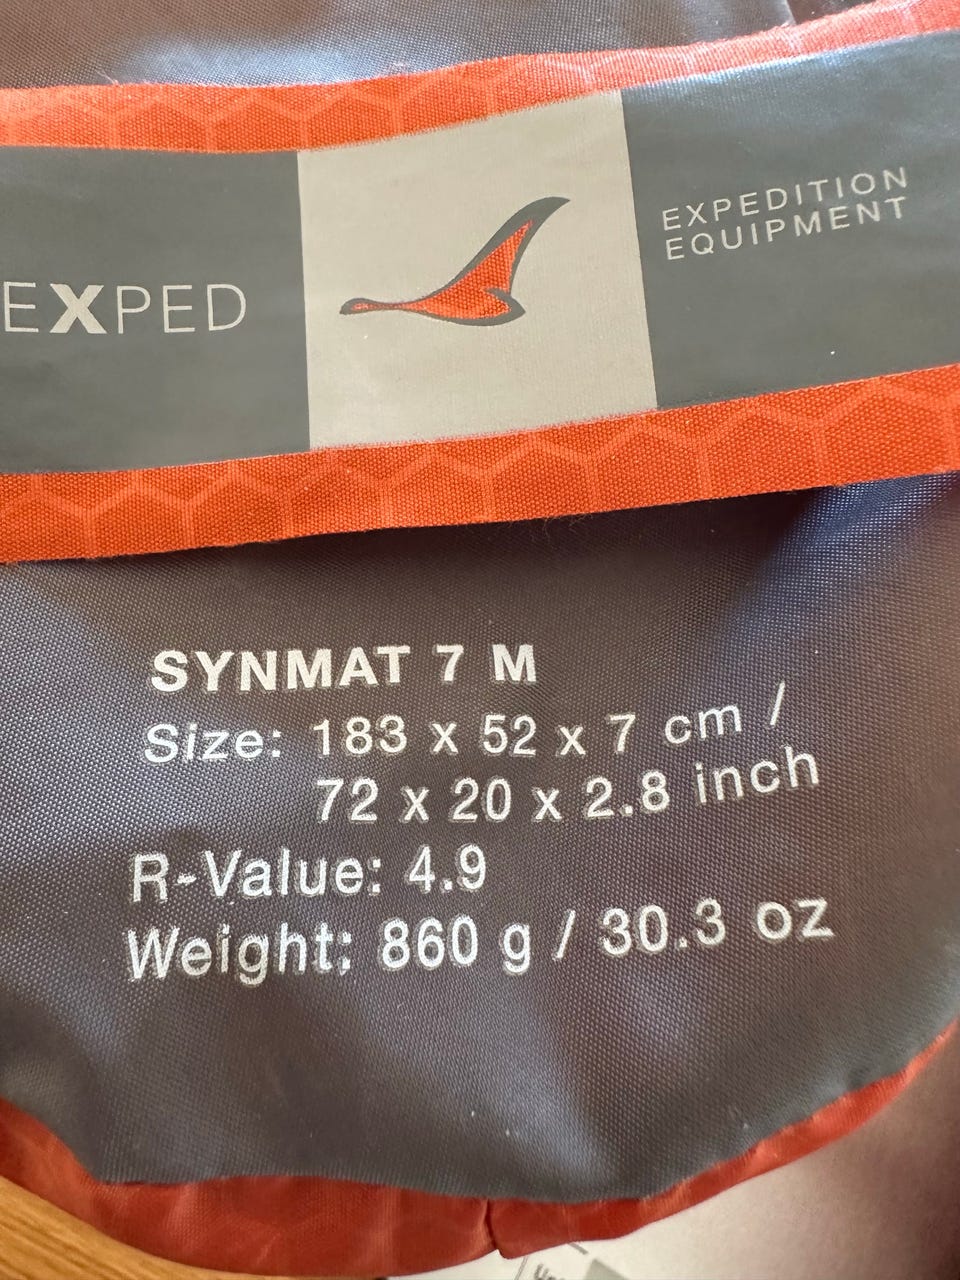 EXPED
EXPEDITION
EQUIPMENT
SYNMAT 7 M
Size: 183 x 52 x 7 cm /
72 x 20 x 2.8 inch
R-Value: 4.9
Weight: 860 g / 30.3 oz